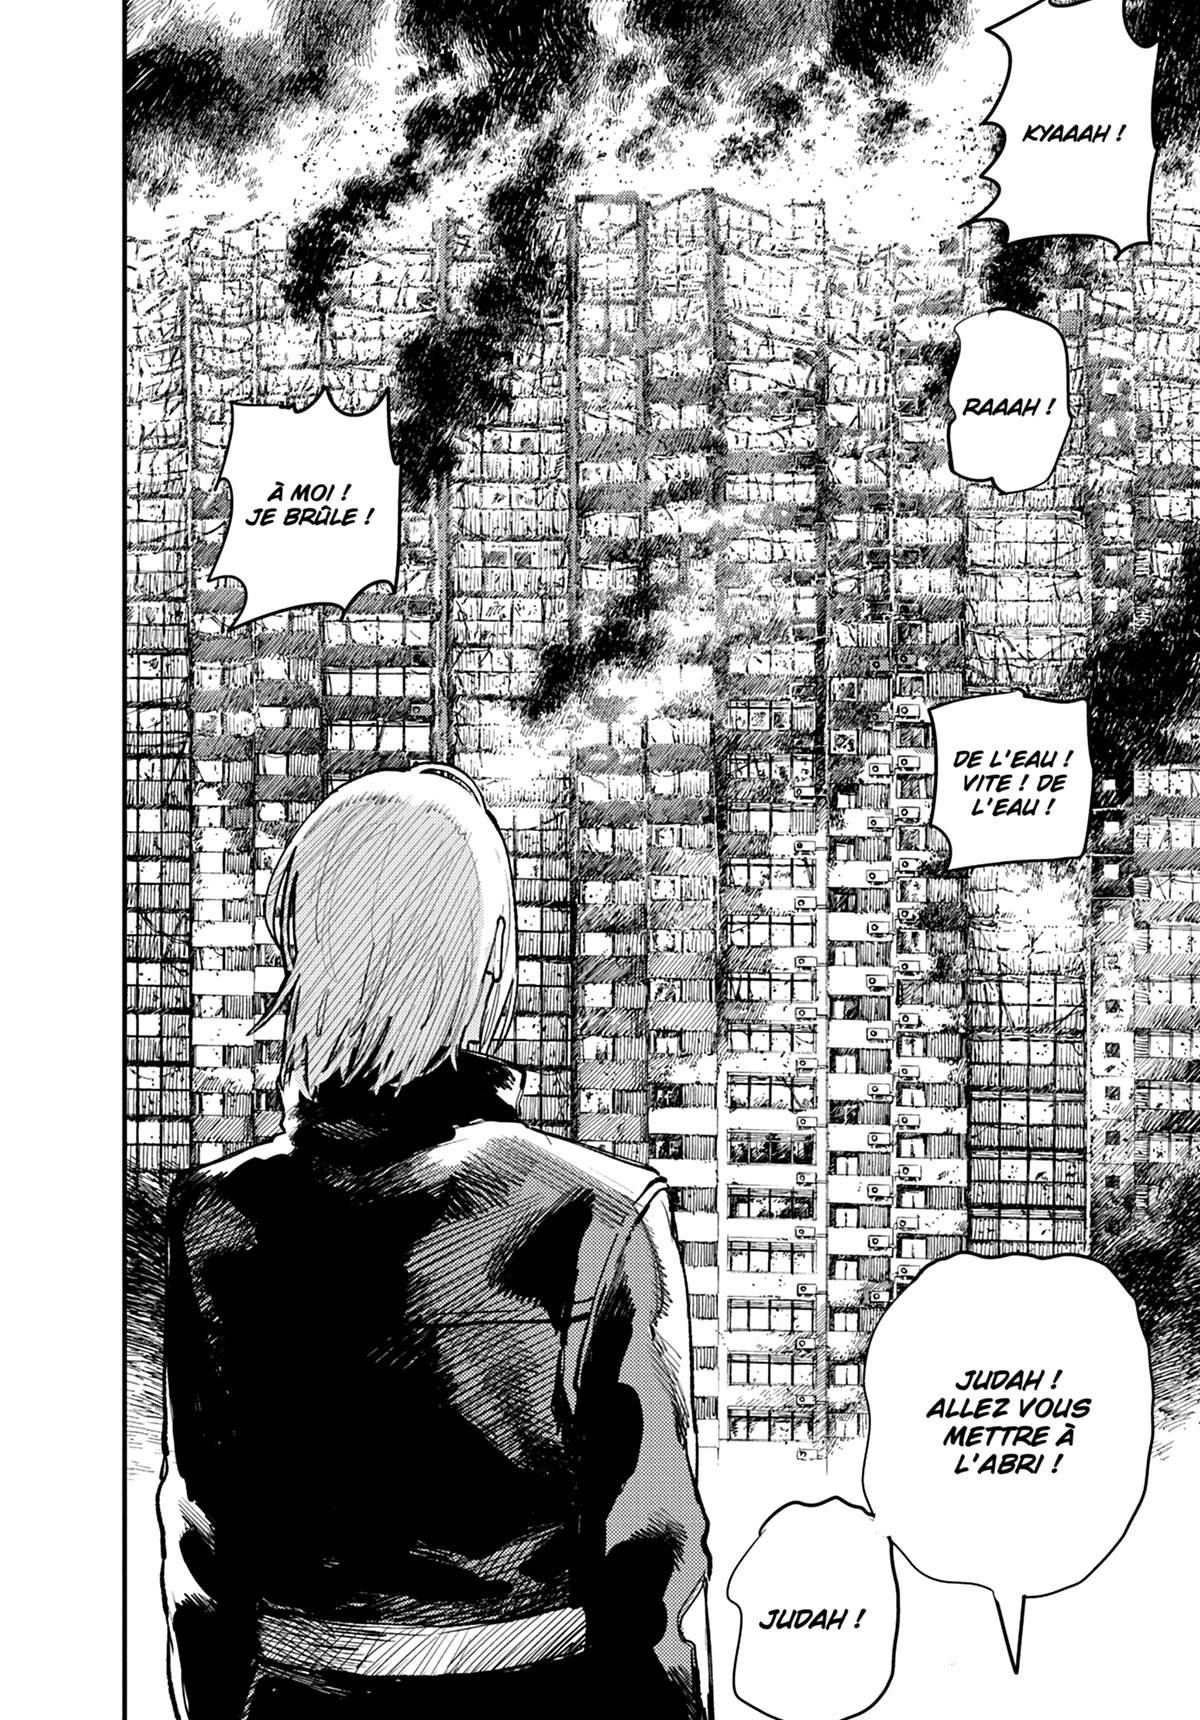 KYAAAH !
RAAAH !
À MOI !
JE BRÛLE !
DE L'EAU !
VITE ! DE
L'EAU !
JUDAH !
ALLEZ VOUS
METTRE À
L'ABRI !
JUDAH !